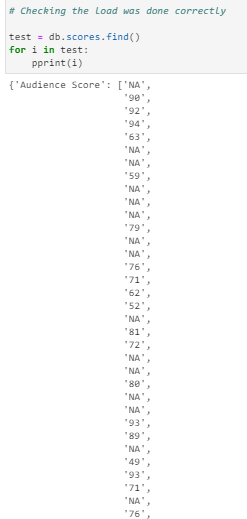 # Checking the Load was done correctly
test = db.scores.find()
for i in test:
    pprint(i)
{'Audience Score': ['NA',
'90',
'92',
'94',
'63',
'NA',
'NA',
'59',
'NA',
'NA',
'NA',
'79',
'NA',
'NA',
'76',
'71',
'62',
'52',
'NA',
'81',
'72',
'NA',
'NA',
'80',
'NA',
'NA',
'93',
'89',
'NA',
'49',
'93',
'71',
'NA',
'76',